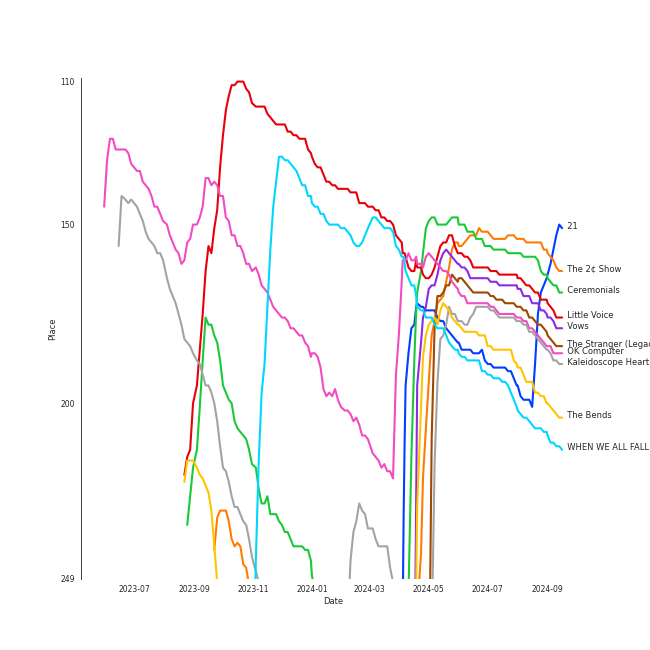 110
150
200
249
Place
2023-07
2023-09
2023-11
2024-01
2024-03
2024-05
2024-07
2024-09
Date
21
The 2¢ Show
Ceremonials
Little Voice
Vows
The Stranger (Legac
OK Computer
Kaleidoscope Heart
The Bends
WHEN WE ALL FALL